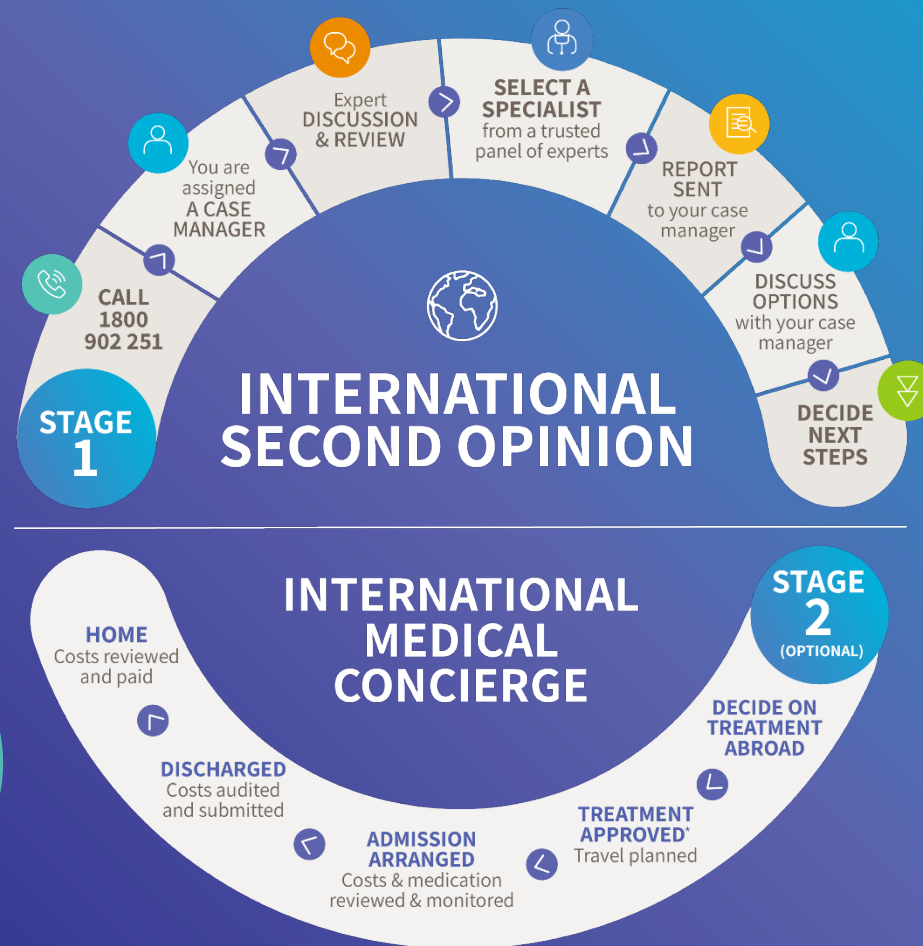 STAGE
1
CALL
1800
902 251
You are
assigned
A CASE
MANAGER
Expert
DISCUSSION
& REVIEW
SELECT A
SPECIALIST
from a trusted
panel of experts
REPORT
SENT
to your case
manager
DISCUSS
OPTIONS
with your case
manager
DECIDE
NEXT
STEPS
INTERNATIONAL
SECOND OPINION
STAGE
2
(OPTIONAL)
DECIDE ON
TREATMENT
ABROAD
TREATMENT
APPROVED*
Travel planned
ADMISSION
ARRANGED
Costs & medication
reviewed & monitored
DISCHARGED
Costs audited
and submitted
HOME
Costs reviewed
and paid
INTERNATIONAL
MEDICAL
CONCIERGE